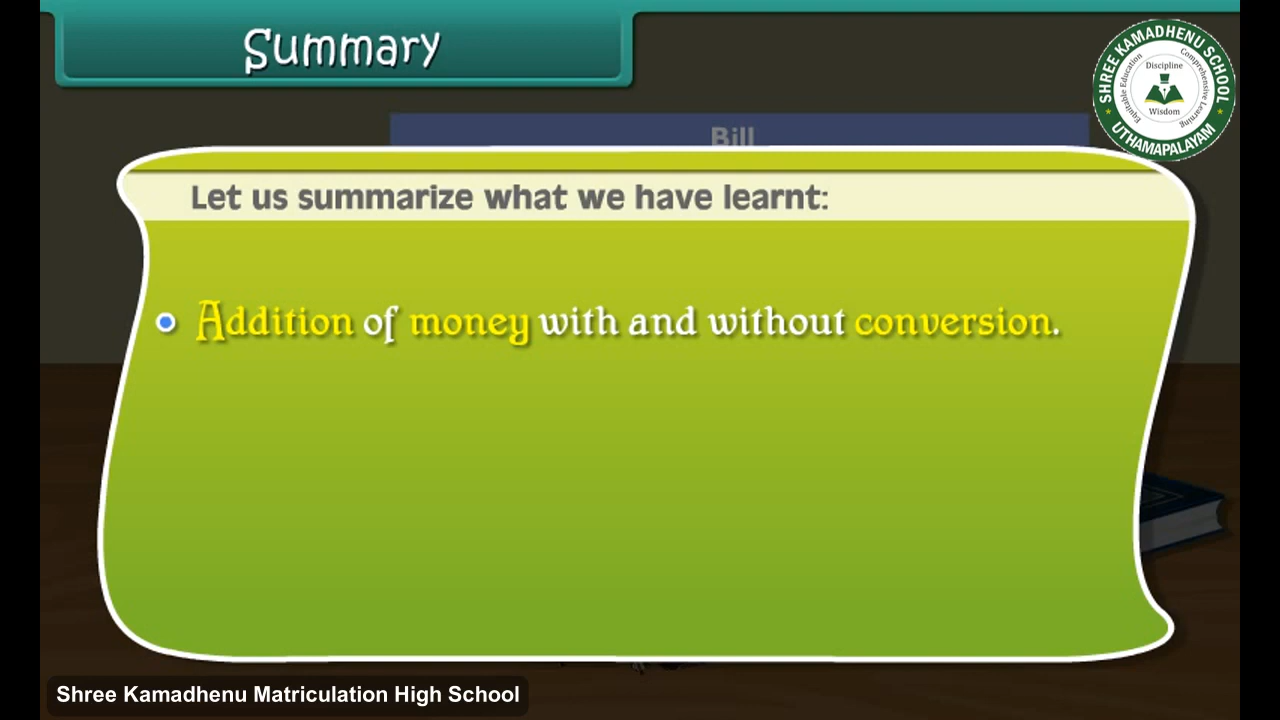 Summary
SHREE KAMADHENU SCHOOL
Equitable Education
Discipline
Comprehensive Learning
Wisdom
UTHAMAPALAYAM
Bill
Let us summarize what we have learnt:
Addition of money with and without conversion.
Shree Kamadhenu Matriculation High School